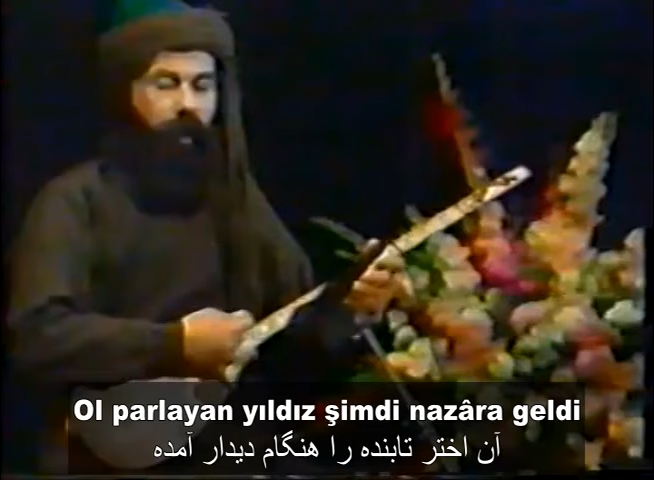 Ol parlayan yıldız şimdi nazâra geldi
آن اختر تابنده را هنگام دیدار آمده